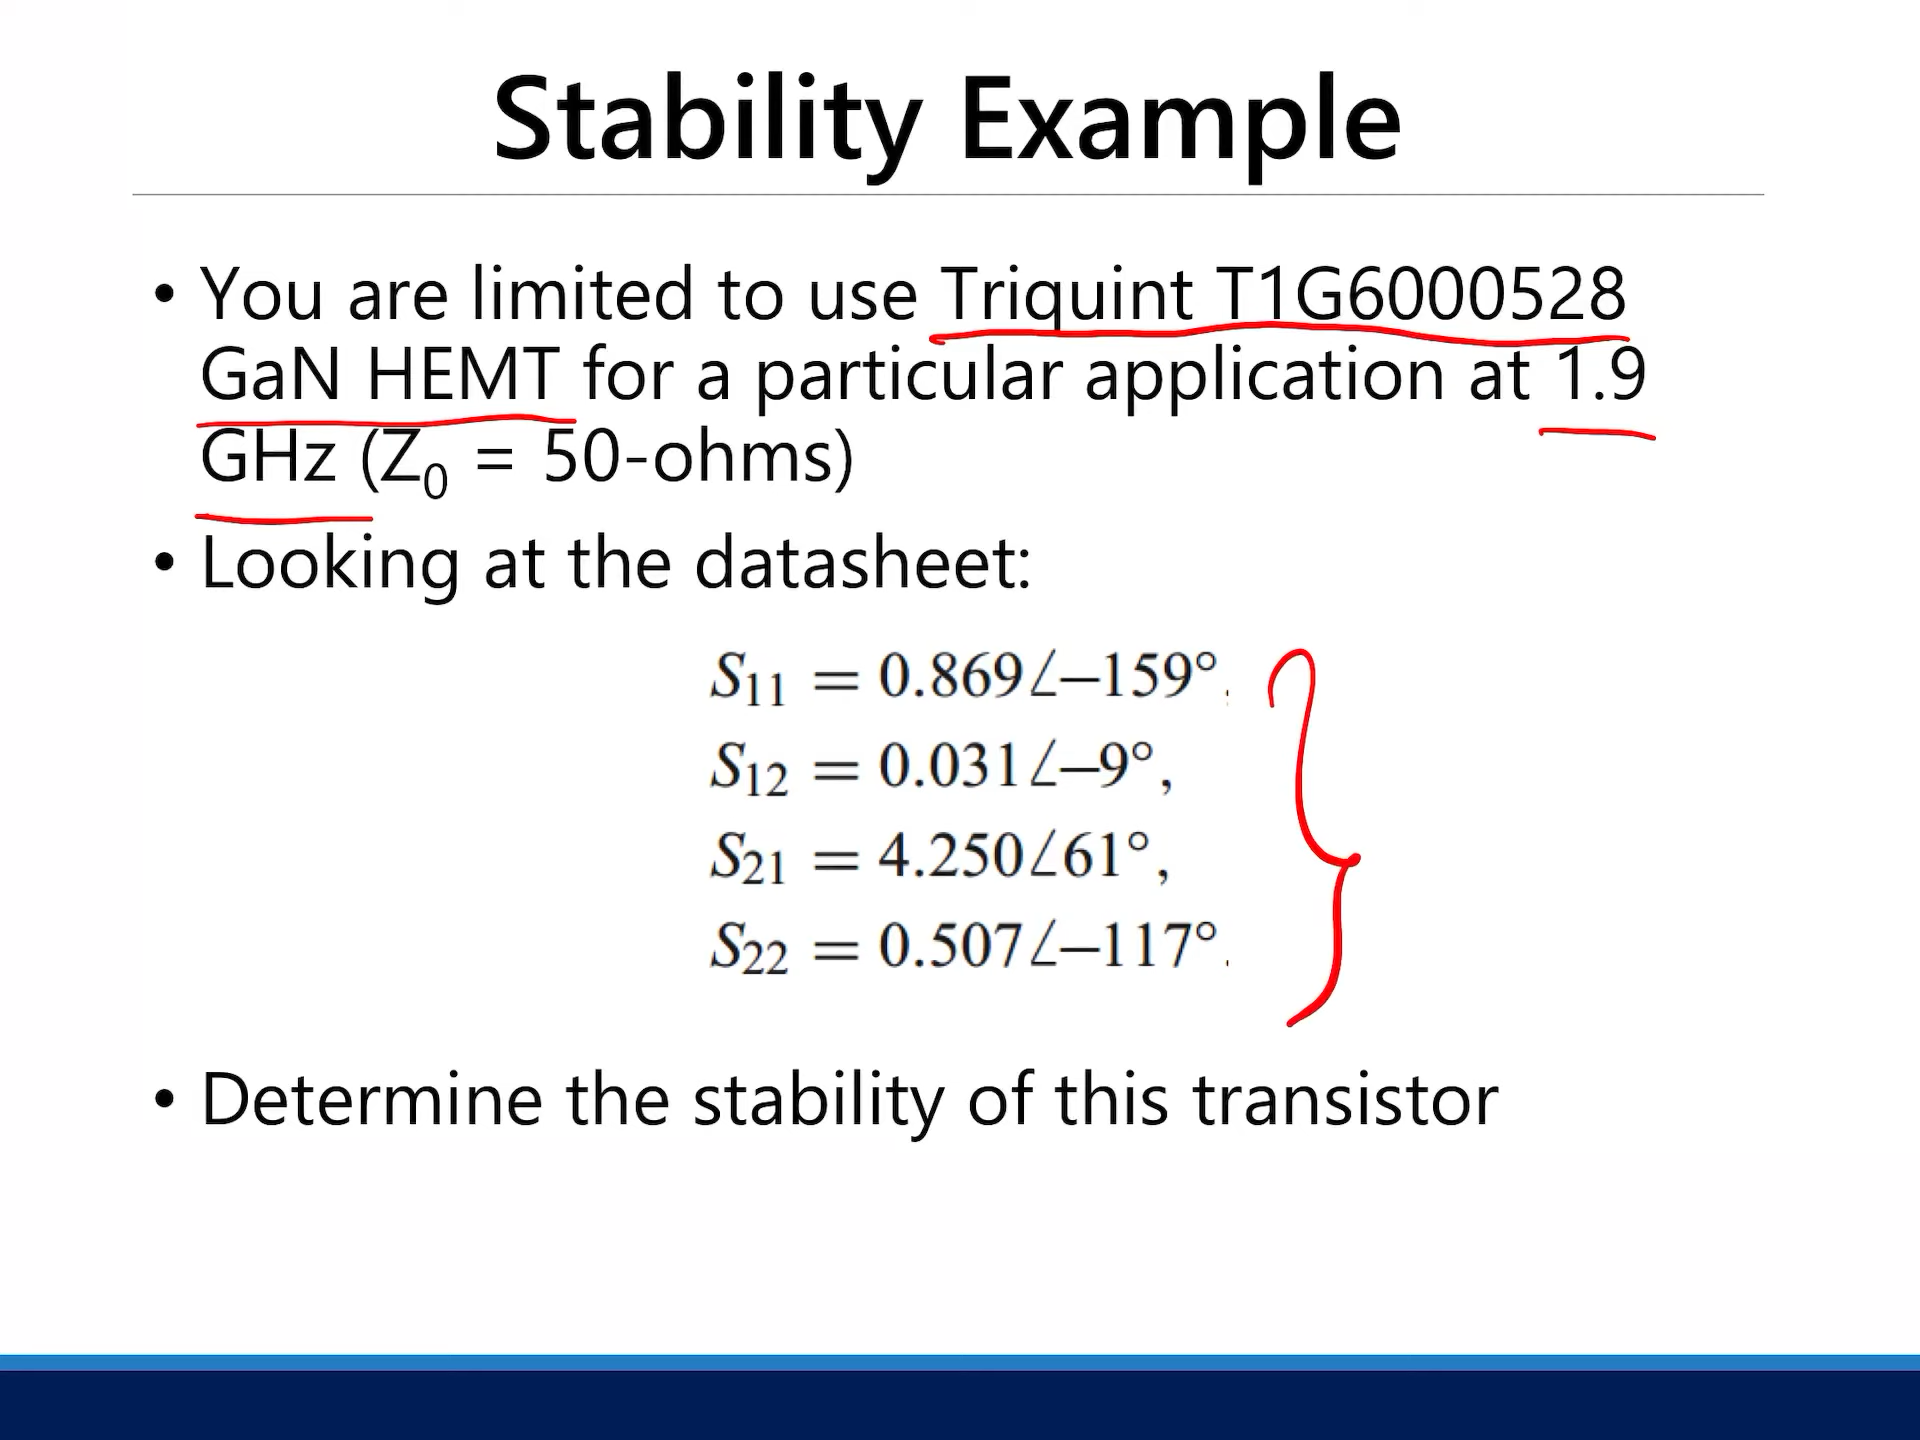 Stability Example
• You are limited to use Triquint T1G6000528
GaN HEMT for a particular application at 1.9
GHz (Z₀ = 50-ohms)
• Looking at the datasheet:
S₁₁ = 0.869∠−159°,
S₁₂ = 0.031∠−9°,
S₂₁ = 4.250∠61°,
S₂₂ = 0.507∠−117°.
• Determine the stability of this transistor